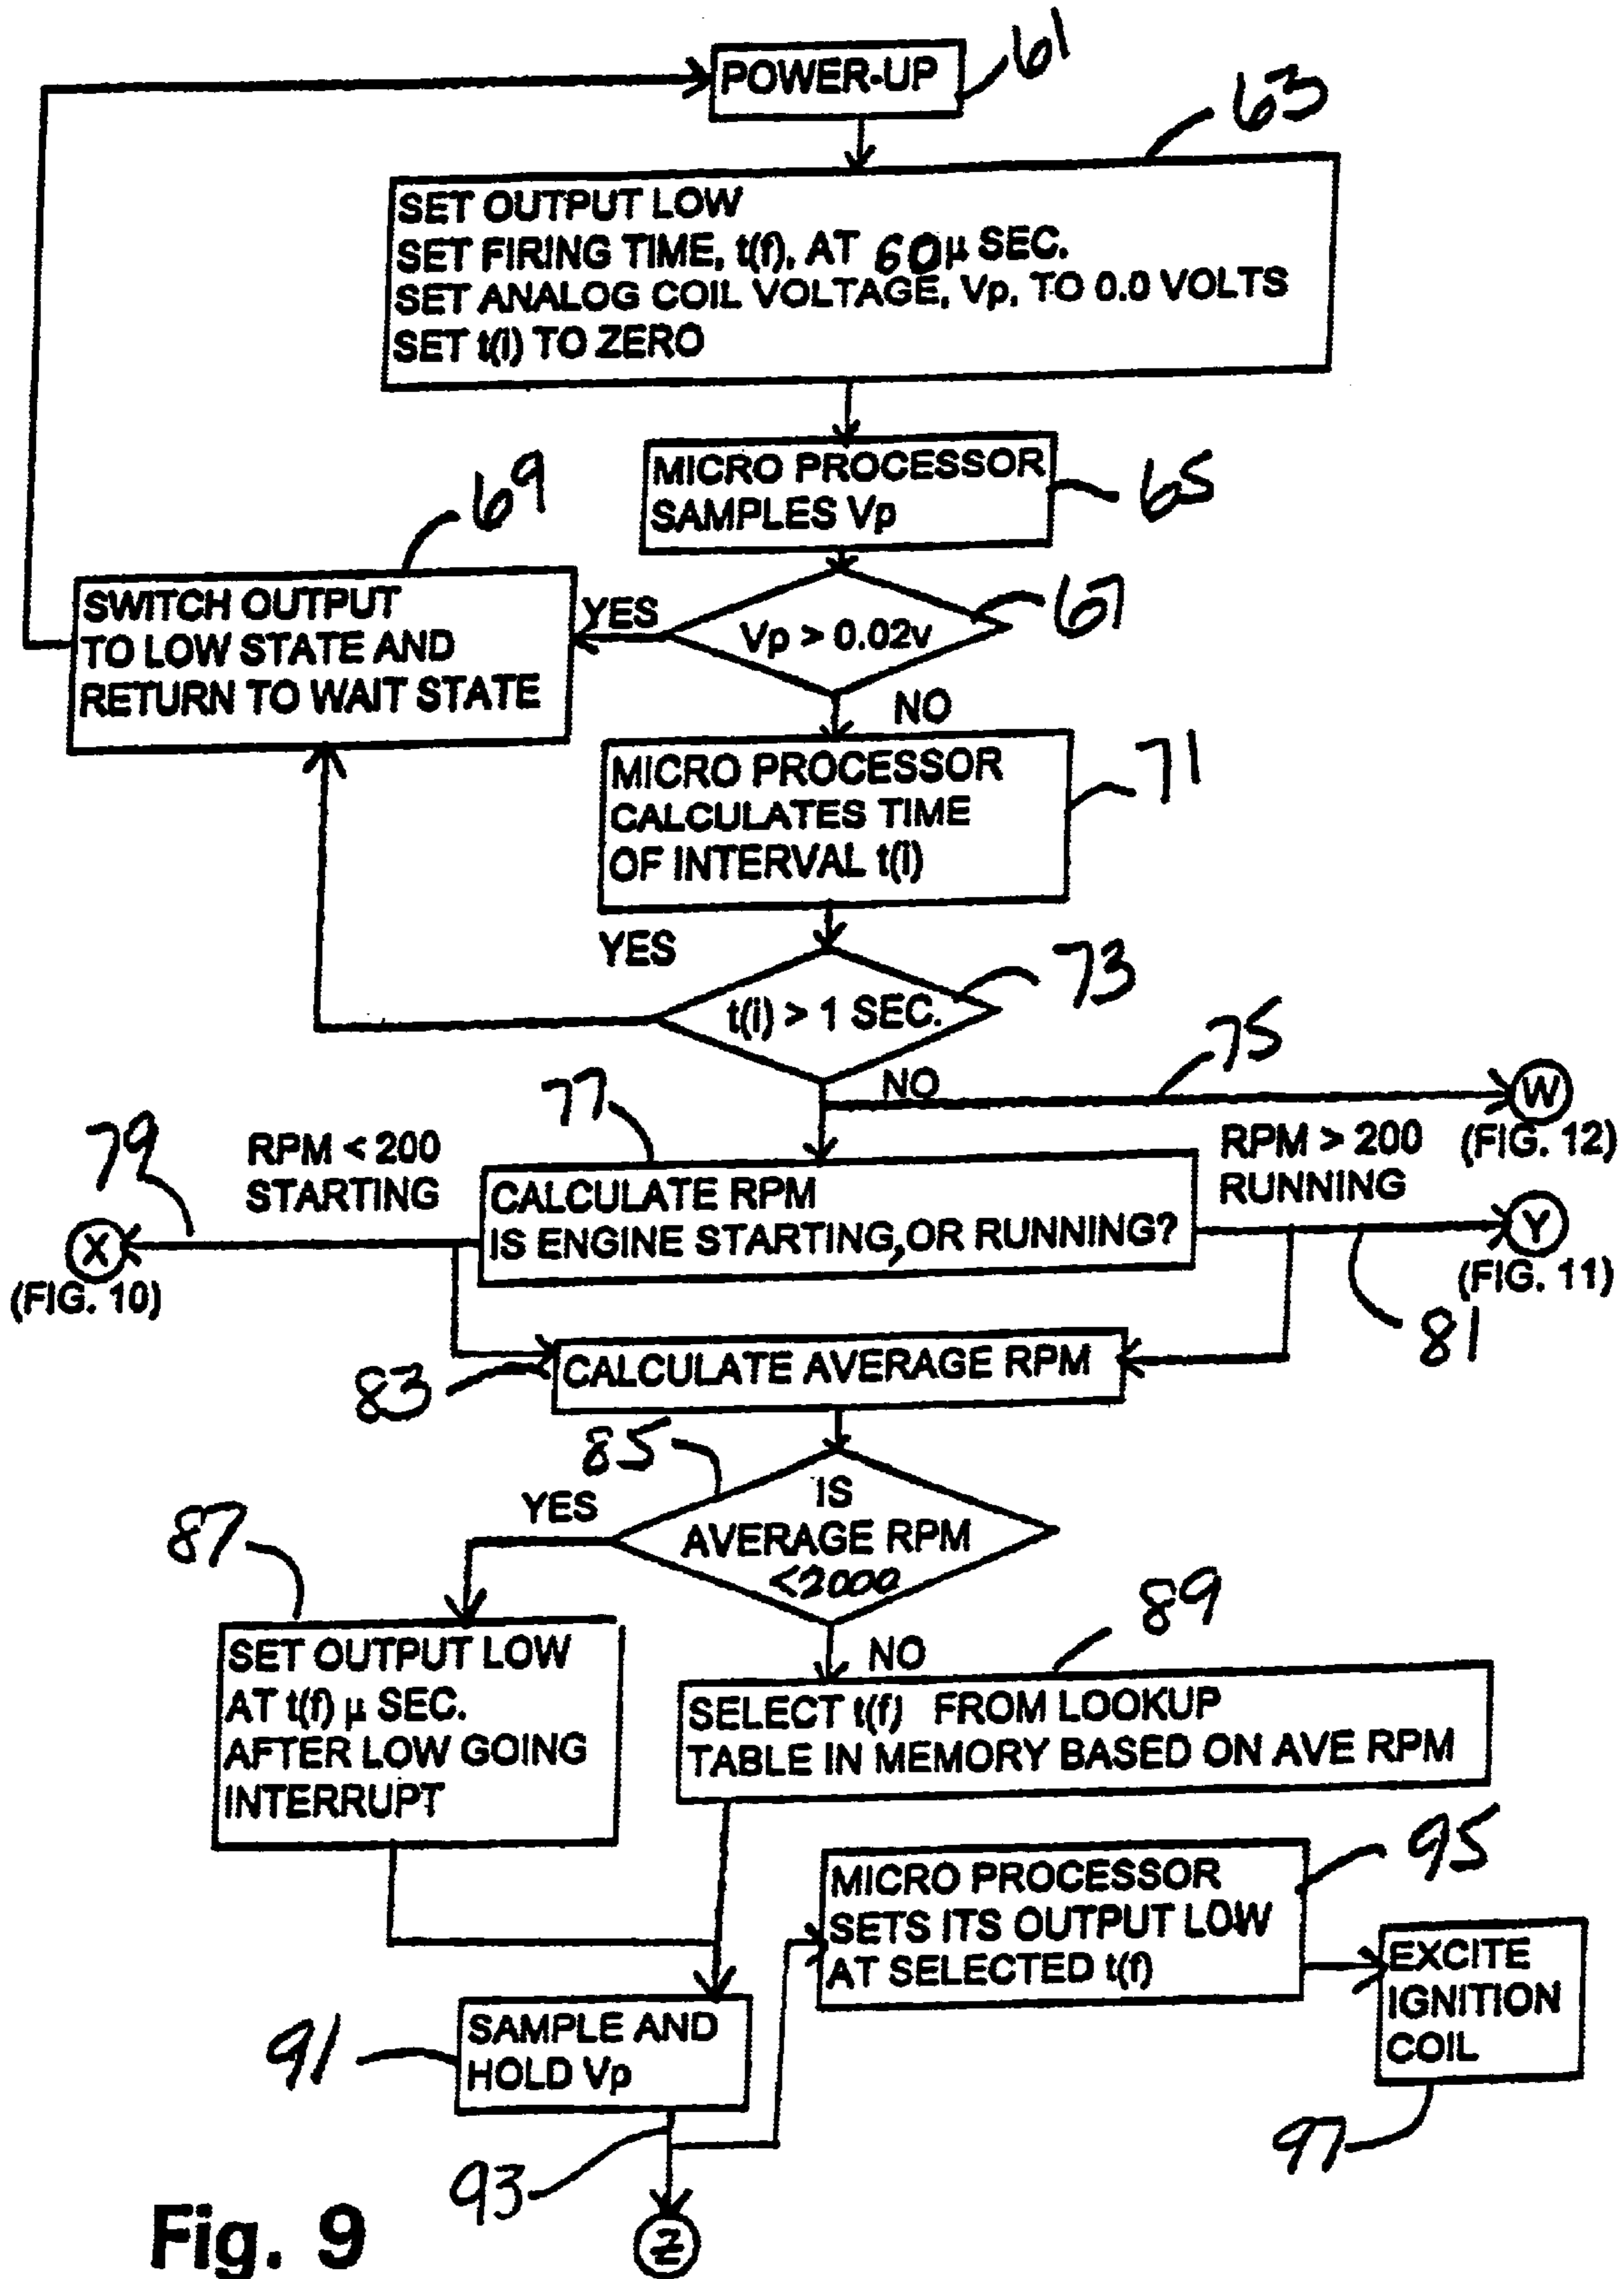 POWER-UP
61
63
SET OUTPUT LOW
SET FIRING TIME, t(f), AT 60 μ SEC.
SET ANALOG COIL VOLTAGE, Vp, TO 0.0 VOLTS
SET t(i) TO ZERO
MICRO PROCESSOR
SAMPLES Vp
65
69
SWITCH OUTPUT
TO LOW STATE AND
RETURN TO WAIT STATE
YES
Vp > 0.02v
67
NO
MICRO PROCESSOR
CALCULATES TIME
OF INTERVAL t(i)
71
YES
t(i) > 1 SEC.
73
NO
75
W
(FIG. 12)
77
79
RPM < 200
STARTING
CALCULATE RPM
IS ENGINE STARTING, OR RUNNING?
RPM > 200
RUNNING
X
(FIG. 10)
Y
(FIG. 11)
81
83
CALCULATE AVERAGE RPM
85
YES
IS
AVERAGE RPM
<2000
NO
87
SET OUTPUT LOW
AT t(f) μ SEC.
AFTER LOW GOING
INTERRUPT
89
SELECT t(f) FROM LOOKUP
TABLE IN MEMORY BASED ON AVE RPM
MICRO PROCESSOR
SETS ITS OUTPUT LOW
AT SELECTED t(f)
95
EXCITE
IGNITION
COIL
97
91
SAMPLE AND
HOLD Vp
93
Z
Fig. 9